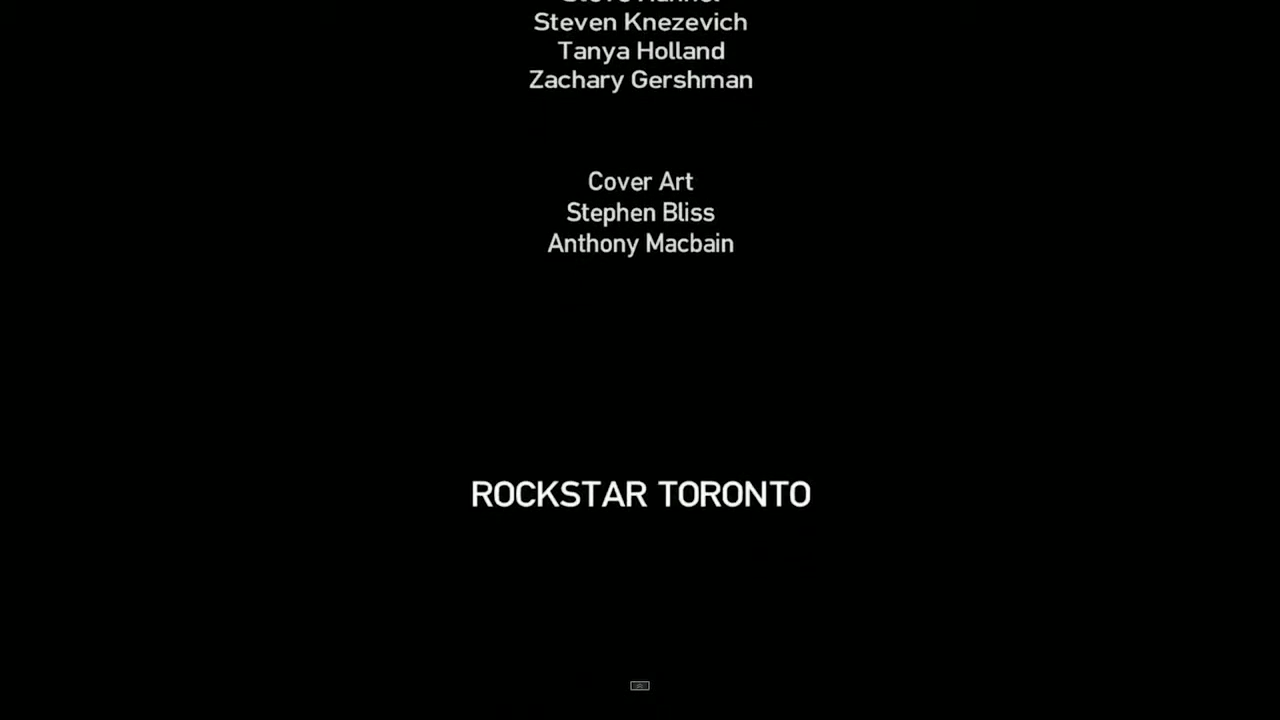 Steven Knezevich
Tanya Holland
Zachary Gershman
Cover Art
Stephen Bliss
Anthony Macbain
ROCKSTAR TORONTO